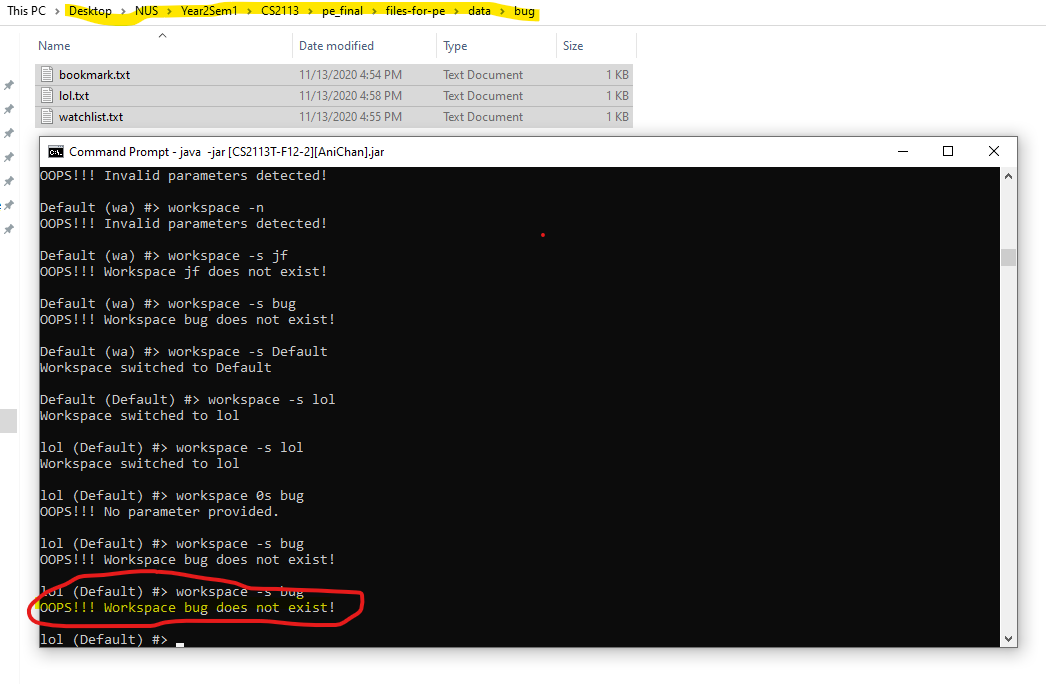 This PC > Desktop > NUS > Year2Sem1 > CS2113 > pe_final > files-for-pe > data > bug
Name Date modified Type Size
bookmark.txt 11/13/2020 4:54 PM Text Document 1 KB
lol.txt 11/13/2020 4:58 PM Text Document 1 KB
watchlist.txt 11/13/2020 4:55 PM Text Document 1 KB
C:\. Command Prompt - java -jar [CS2113T-F12-2][AniChan].jar
OOPS!!! Invalid parameters detected!
Default (wa) #> workspace -n
OOPS!!! Invalid parameters detected!
Default (wa) #> workspace -s jf
OOPS!!! Workspace jf does not exist!
Default (wa) #> workspace -s bug
OOPS!!! Workspace bug does not exist!
Default (wa) #> workspace -s Default
Workspace switched to Default
Default (Default) #> workspace -s lol
Workspace switched to lol
lol (Default) #> workspace -s lol
Workspace switched to lol
lol (Default) #> workspace 0s bug
OOPS!!! No parameter provided.
lol (Default) #> workspace -s bug
OOPS!!! Workspace bug does not exist!
lol (Default) #> workspace -s bug
OOPS!!! Workspace bug does not exist!
lol (Default) #>